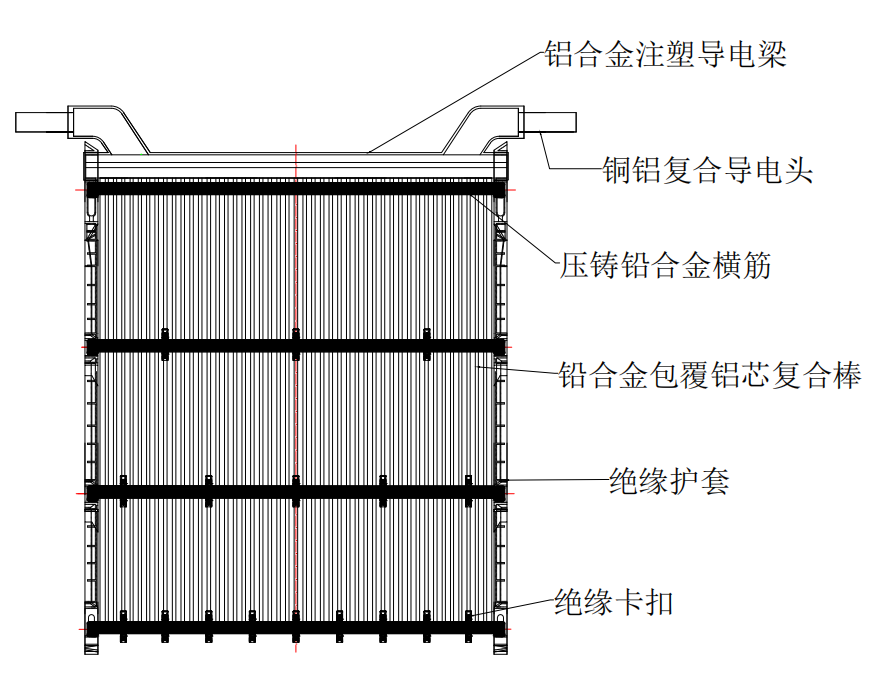 铝合金注塑导电梁
铜铝复合导电头
压铸铅合金横筋
铅合金包覆铝芯复合棒
绝缘护套
绝缘卡扣